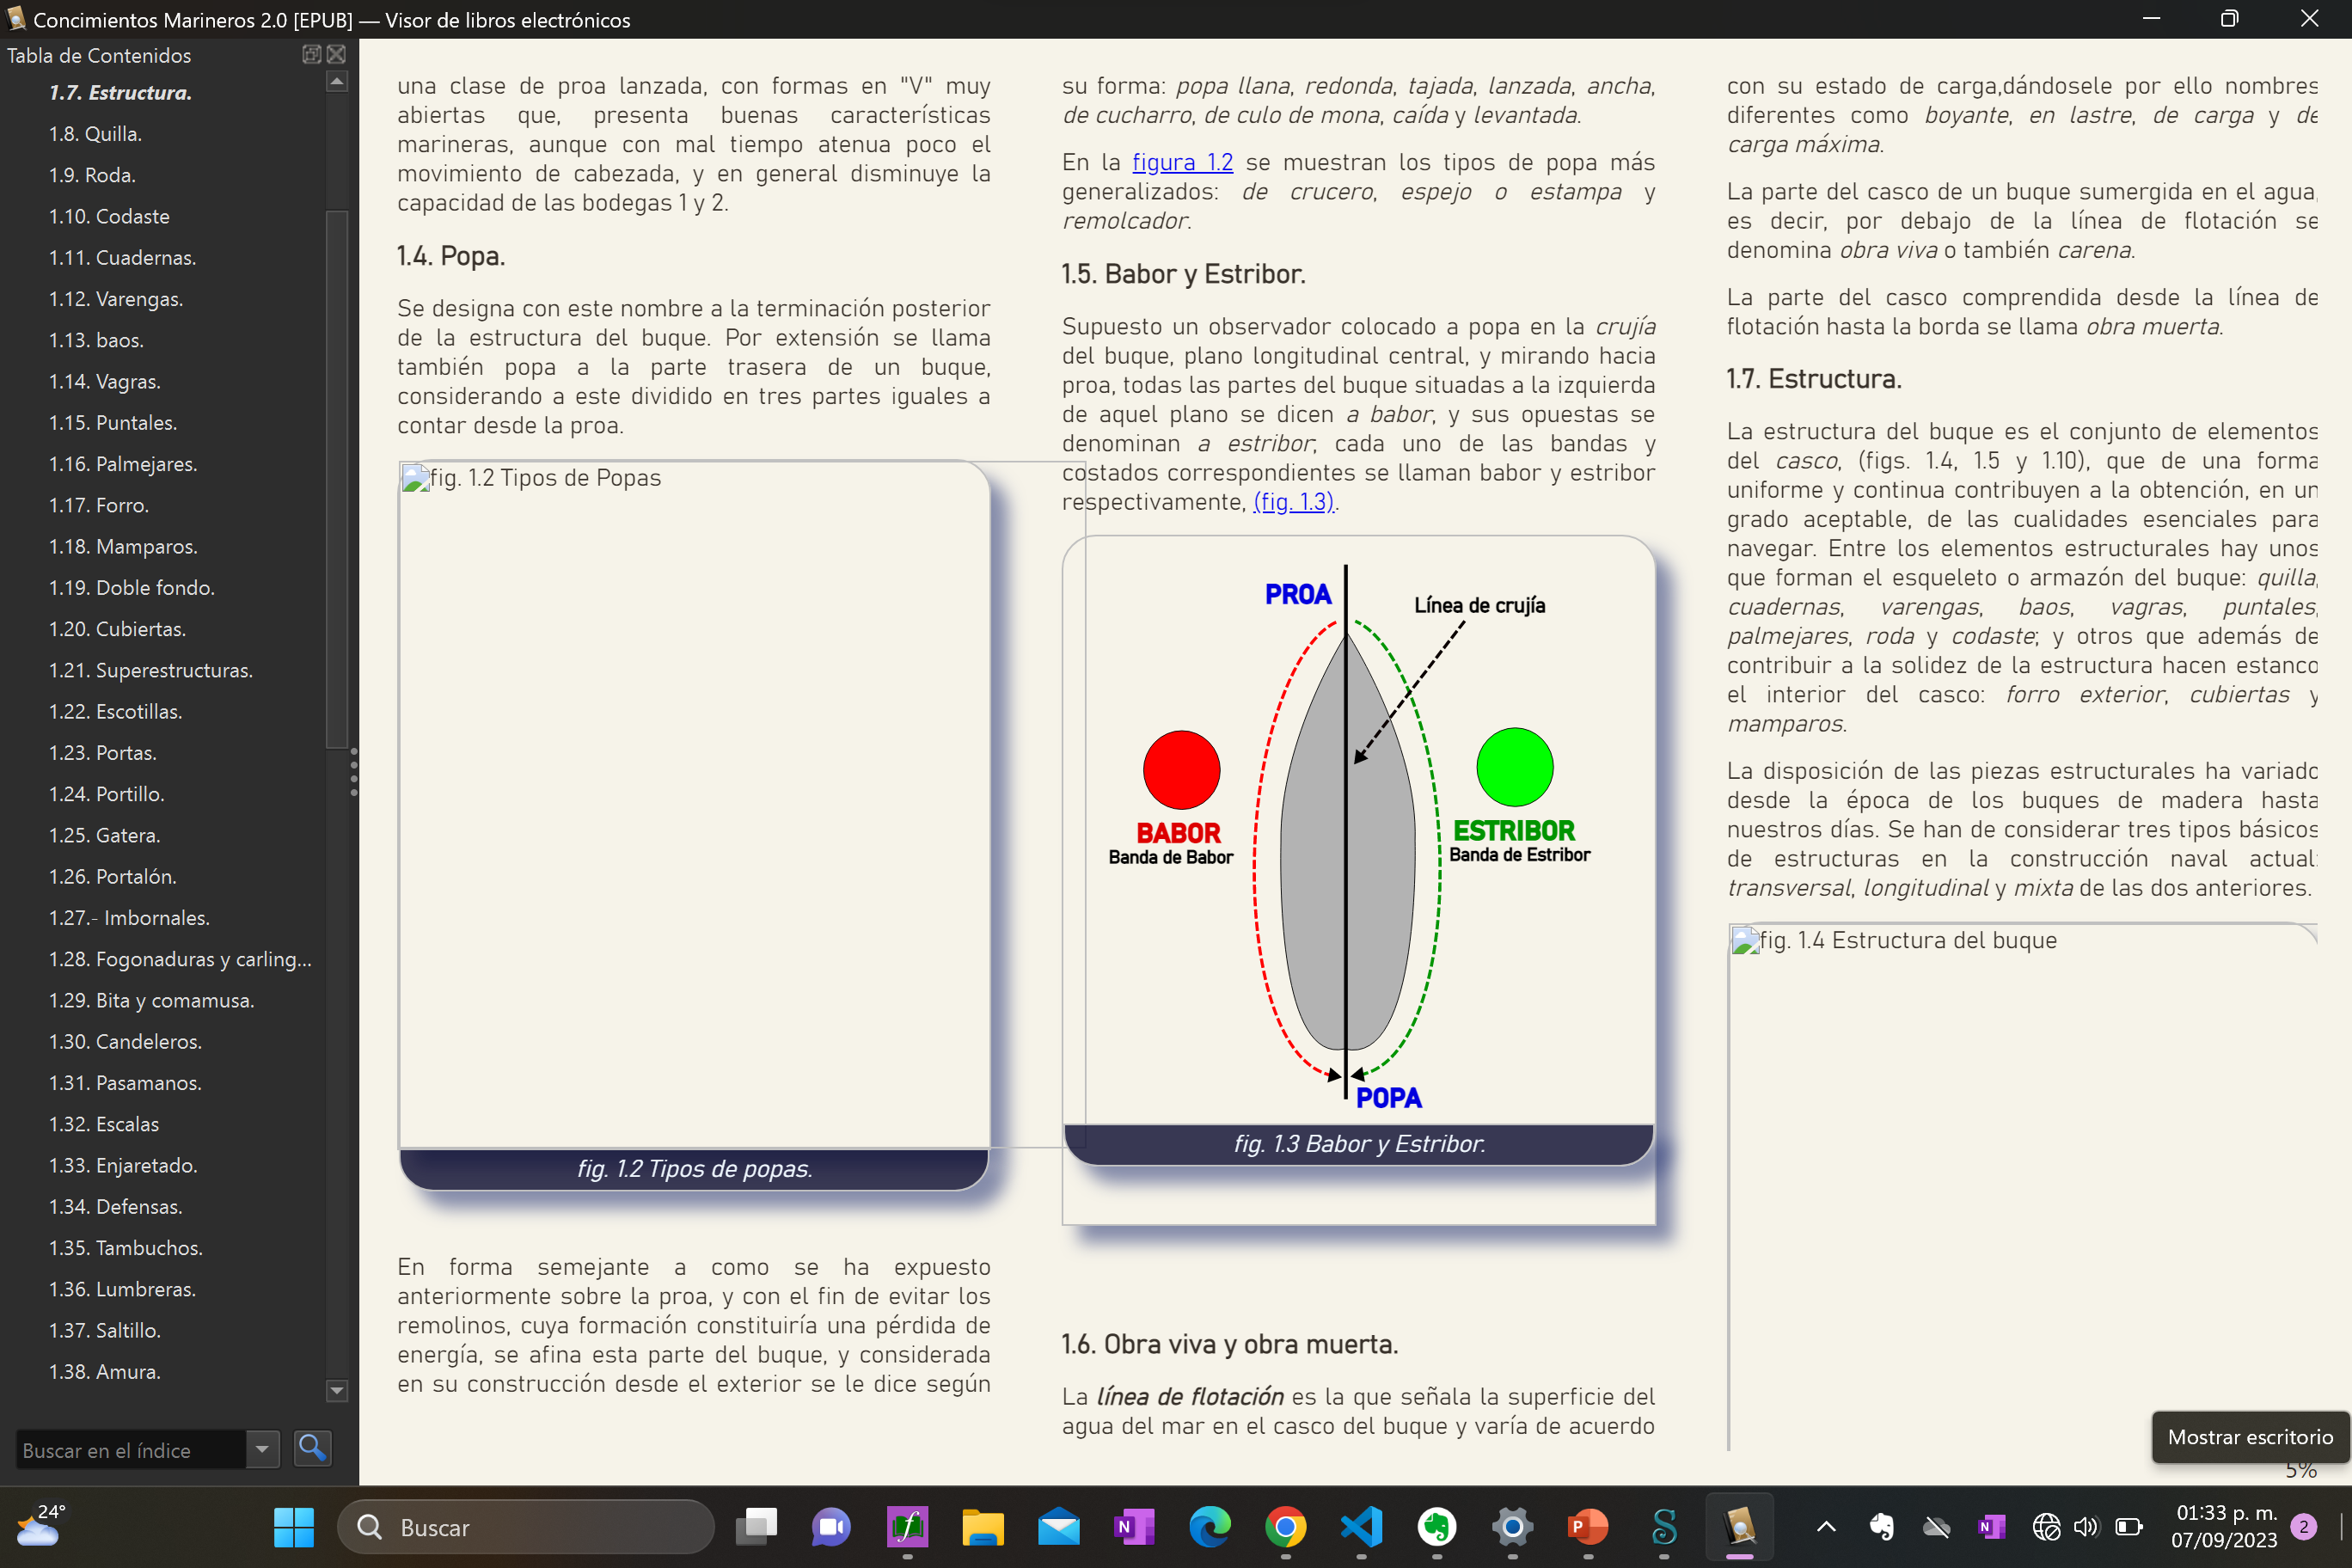 Concimientos Marineros 2.0 [EPUB] — Visor de libros electrónicos
Tabla de Contenidos
1.7. Estructura.
1.8. Quilla.
1.9. Roda.
1.10. Codaste
1.11. Cuadernas.
1.12. Varengas.
1.13. baos.
1.14. Vagras.
1.15. Puntales.
1.16. Palmejares.
1.17. Forro.
1.18. Mamparos.
1.19. Doble fondo.
1.20. Cubiertas.
1.21. Superestructuras.
1.22. Escotillas.
1.23. Portas.
1.24. Portillo.
1.25. Gatera.
1.26. Portalón.
1.27.- Imbornales.
1.28. Fogonaduras y carling...
1.29. Bita y comamusa.
1.30. Candeleros.
1.31. Pasamanos.
1.32. Escalas
1.33. Enjaretado.
1.34. Defensas.
1.35. Tambuchos.
1.36. Lumbreras.
1.37. Saltillo.
1.38. Amura.
Buscar en el índice
una clase de proa lanzada, con formas en "V" muy
abiertas que, presenta buenas características
marineras, aunque con mal tiempo atenua poco el
movimiento de cabezada, y en general disminuye la
capacidad de las bodegas 1 y 2.
1.4. Popa.
Se designa con este nombre a la terminación posterior
de la estructura del buque. Por extensión se llama
también popa a la parte trasera de un buque,
considerando a este dividido en tres partes iguales a
contar desde la proa.
fig. 1.2 Tipos de Popas
fig. 1.2 Tipos de popas.
En forma semejante a como se ha expuesto
anteriormente sobre la proa, y con el fin de evitar los
remolinos, cuya formación constituiría una pérdida de
energía, se afina esta parte del buque, y considerada
en su construcción desde el exterior se le dice según
su forma: popa llana, redonda, tajada, lanzada, ancha,
de cucharro, de culo de mona, caída y levantada.
En la figura 1.2 se muestran los tipos de popa más
generalizados: de crucero, espejo o estampa y
remolcador.
1.5. Babor y Estribor.
Supuesto un observador colocado a popa en la crujía
del buque, plano longitudinal central, y mirando hacia
proa, todas las partes del buque situadas a la izquierda
de aquel plano se dicen a babor, y sus opuestas se
denominan a estribor; cada uno de las bandas y
costados correspondientes se llaman babor y estribor
respectivamente, (fig. 1.3).
PROA
Línea de crujía
BABOR
Banda de Babor
ESTRIBOR
Banda de Estribor
POPA
fig. 1.3 Babor y Estribor.
1.6. Obra viva y obra muerta.
La línea de flotación es la que señala la superficie del
agua del mar en el casco del buque y varía de acuerdo
con su estado de carga,dándosele por ello nombres
diferentes como boyante, en lastre, de carga y de
carga máxima.
La parte del casco de un buque sumergida en el agua,
es decir, por debajo de la línea de flotación se
denomina obra viva o también carena.
La parte del casco comprendida desde la línea de
flotación hasta la borda se llama obra muerta.
1.7. Estructura.
La estructura del buque es el conjunto de elementos
del casco, (figs. 1.4, 1.5 y 1.10), que de una forma
uniforme y continua contribuyen a la obtención, en un
grado aceptable, de las cualidades esenciales para
navegar. Entre los elementos estructurales hay unos
que forman el esqueleto o armazón del buque: quilla,
cuadernas, varengas, baos, vagras, puntales,
palmejares, roda y codaste; y otros que además de
contribuir a la solidez de la estructura hacen estanco
el interior del casco: forro exterior, cubiertas y
mamparos.
La disposición de las piezas estructurales ha variado
desde la época de los buques de madera hasta
nuestros días. Se han de considerar tres tipos básicos
de estructuras en la construcción naval actual:
transversal, longitudinal y mixta de las dos anteriores.
fig. 1.4 Estructura del buque
Mostrar escritorio
5%
24°
Buscar
01:33 p. m.
07/09/2023
2